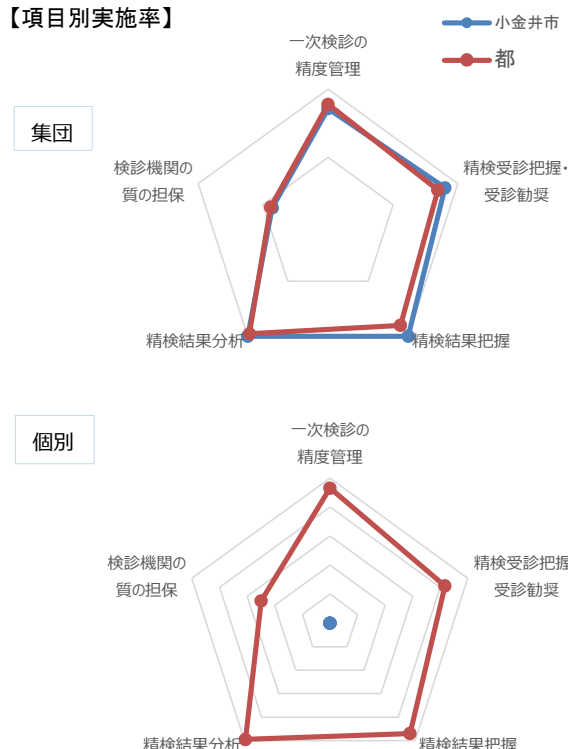 【項目別実施率】
小金井市
都
集団
一次検診の
精度管理
精検受診把握・
受診勧奨
精検結果把握
精検結果分析
検診機関の
質の担保
個別
一次検診の
精度管理
精検受診把握
受診勧奨
精検結果把握
精検結果分析
検診機関の
質の担保